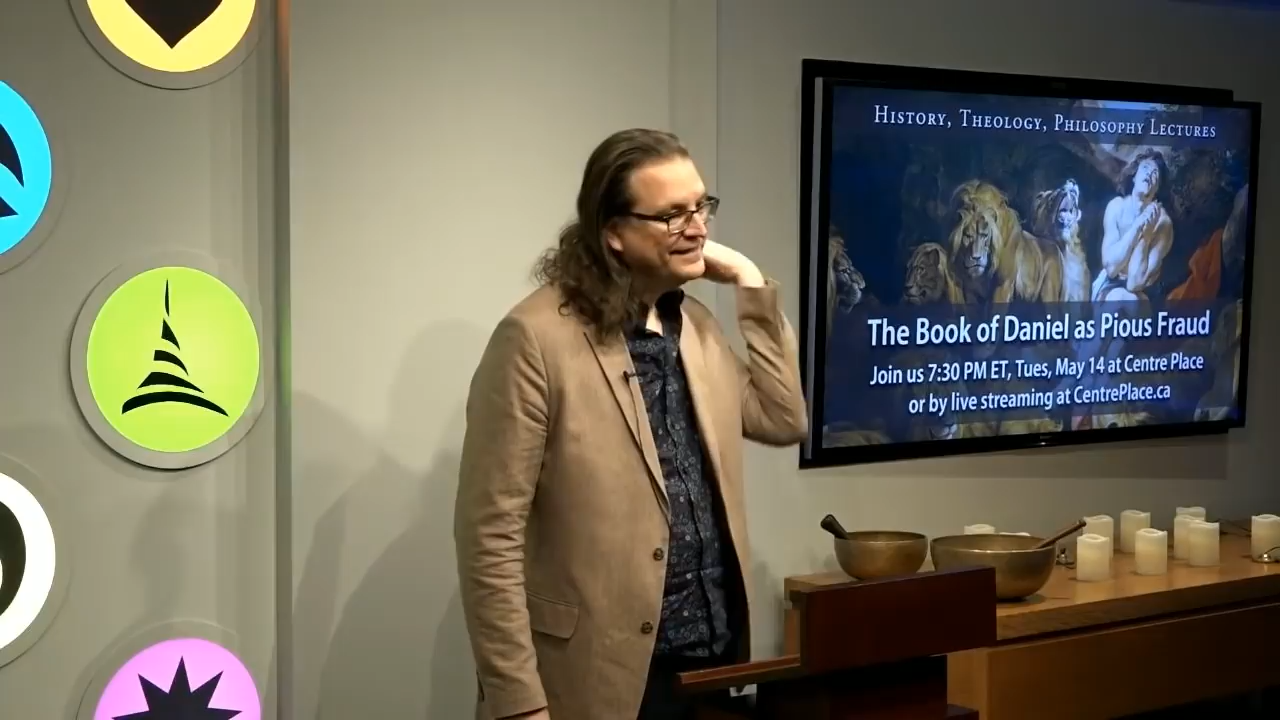 History, Theology, Philosophy Lectures
The Book of Daniel as Pious Fraud
Join us 7:30 PM ET, Tues, May 14 at Centre Place
or by live streaming at CentrePlace.ca